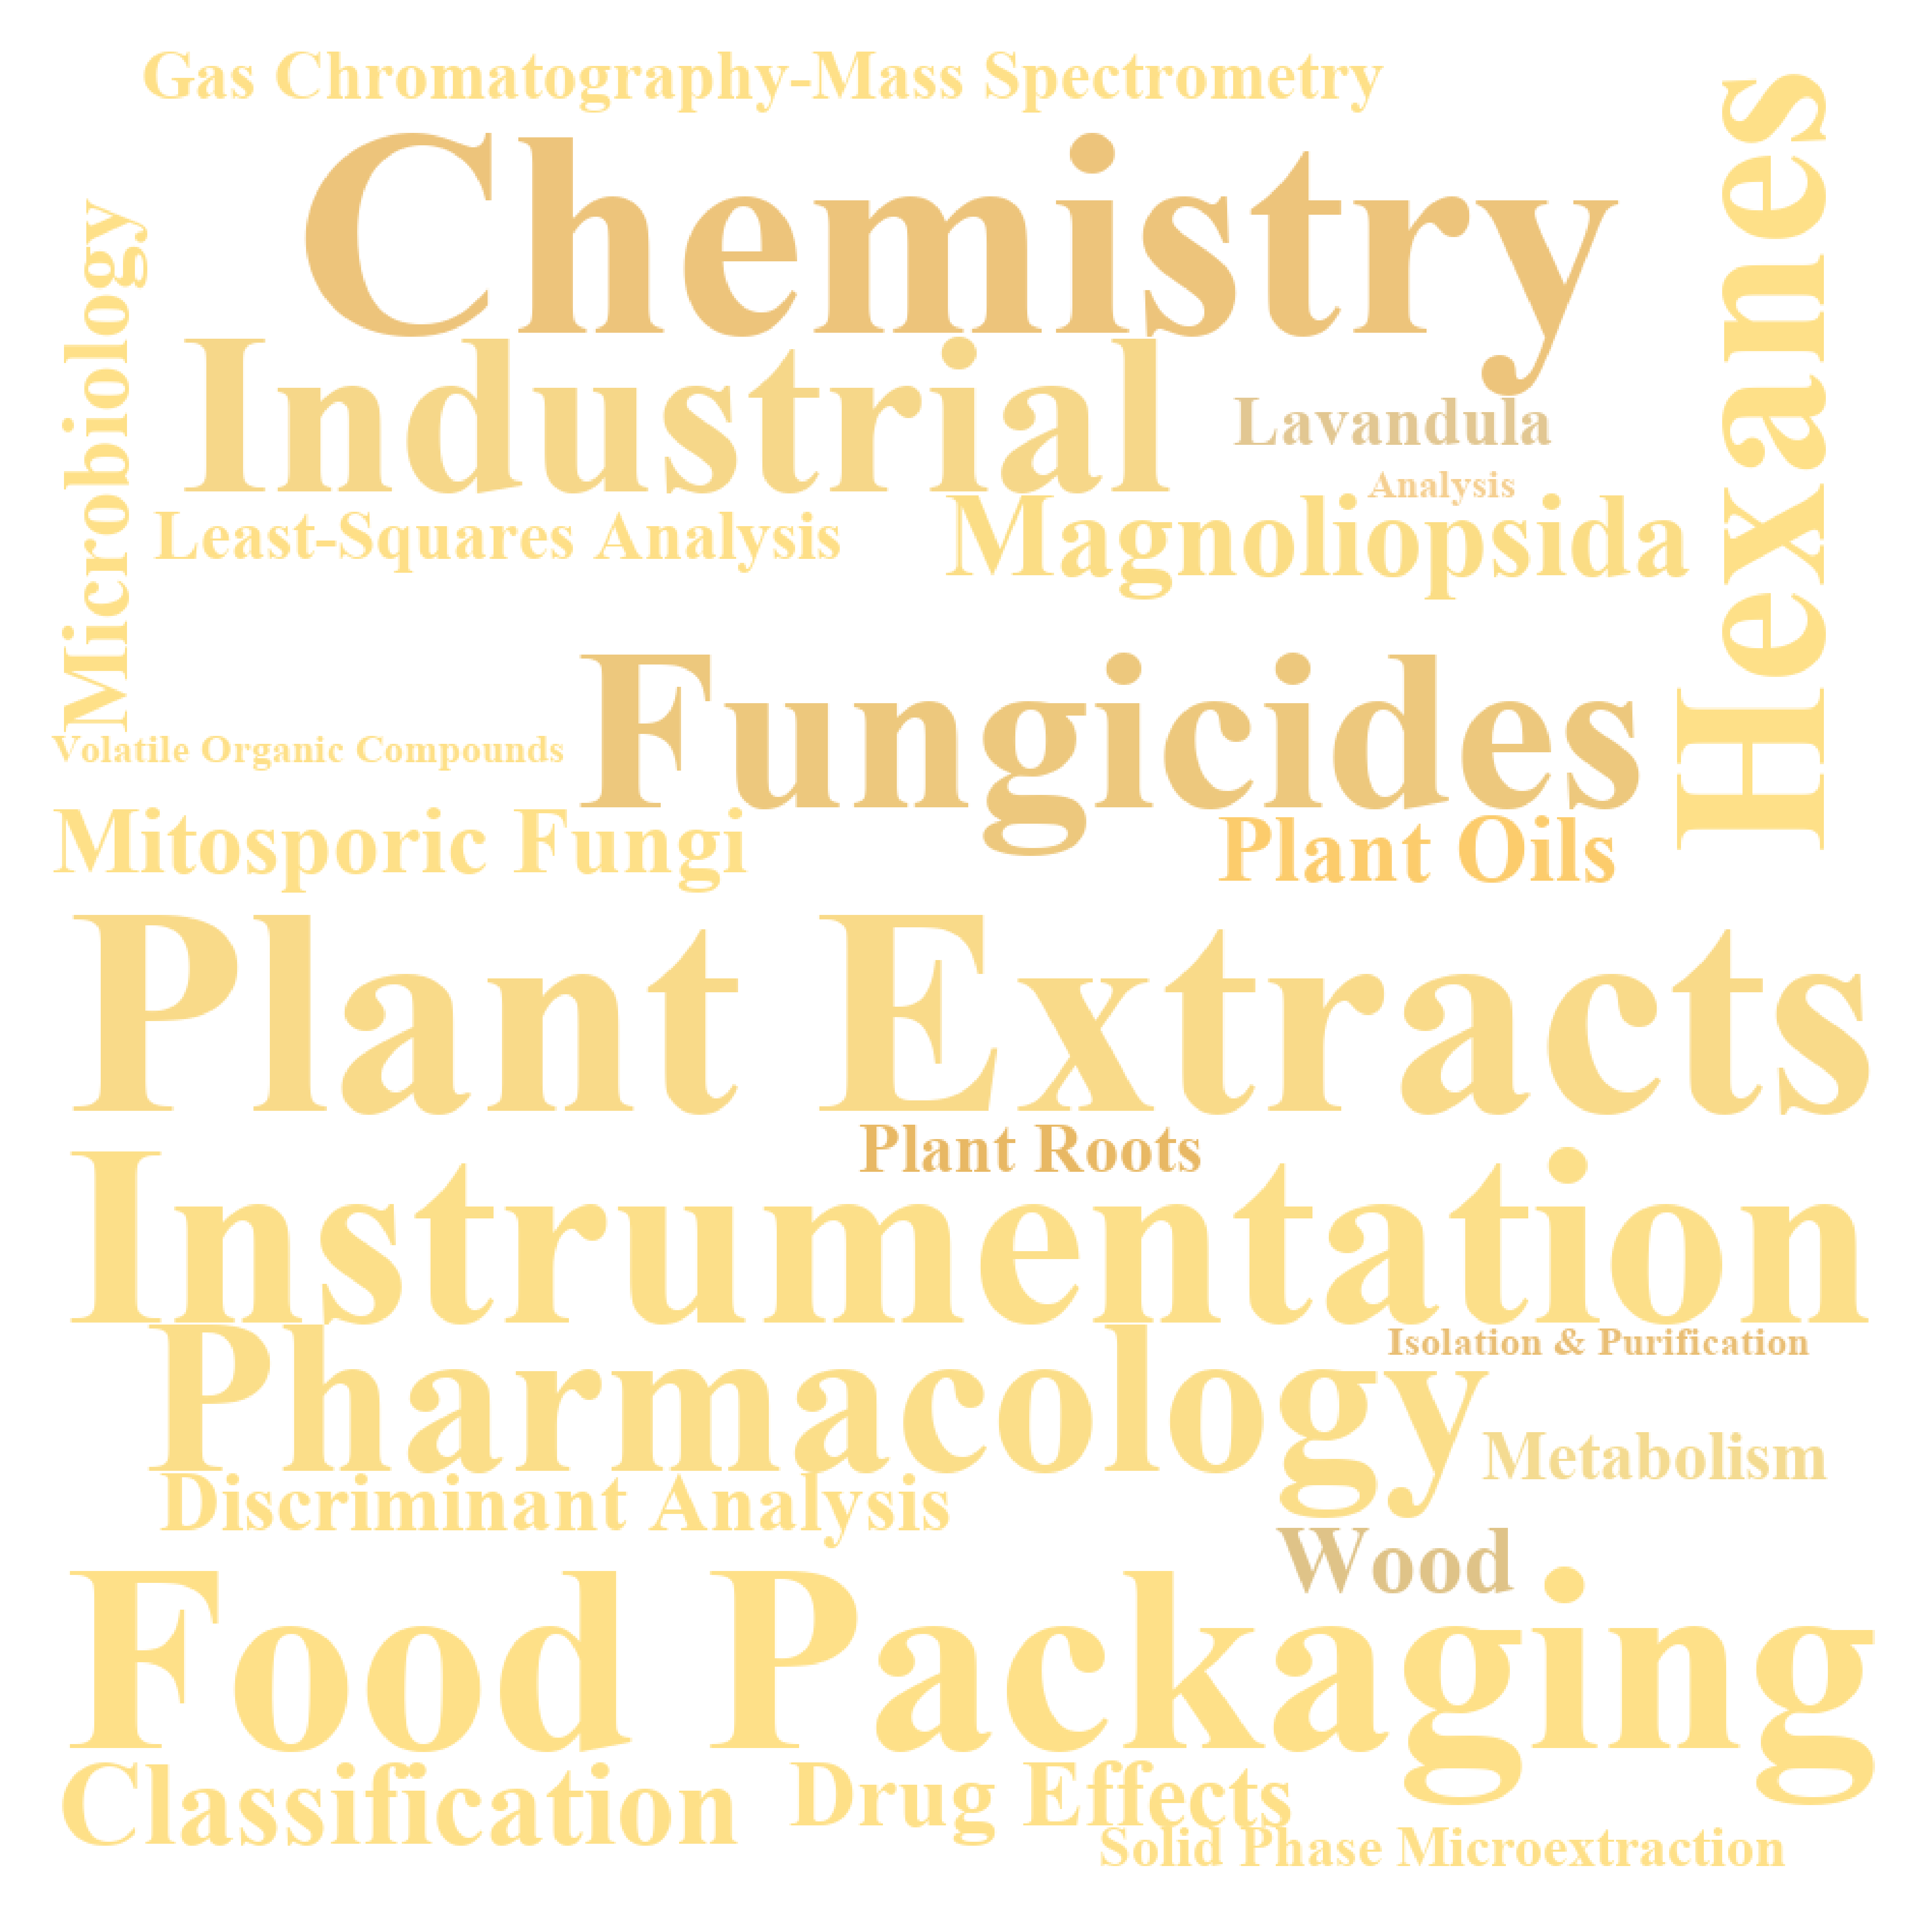 Gas Chromatography-Mass Spectrometry
Chemistry
Hexanes
Microbiology
Industrial
Lavandula
Analysis
Least-Squares Analysis
Magnoliopsida
Fungicides
Volatile Organic Compounds
Mitosporic Fungi
Plant Oils
Plant Extracts
Plant Roots
Instrumentation
Isolation & Purification
Pharmacology
Metabolism
Discriminant Analysis
Wood
Food Packaging
Classification
Drug Effects
Solid Phase Microextraction